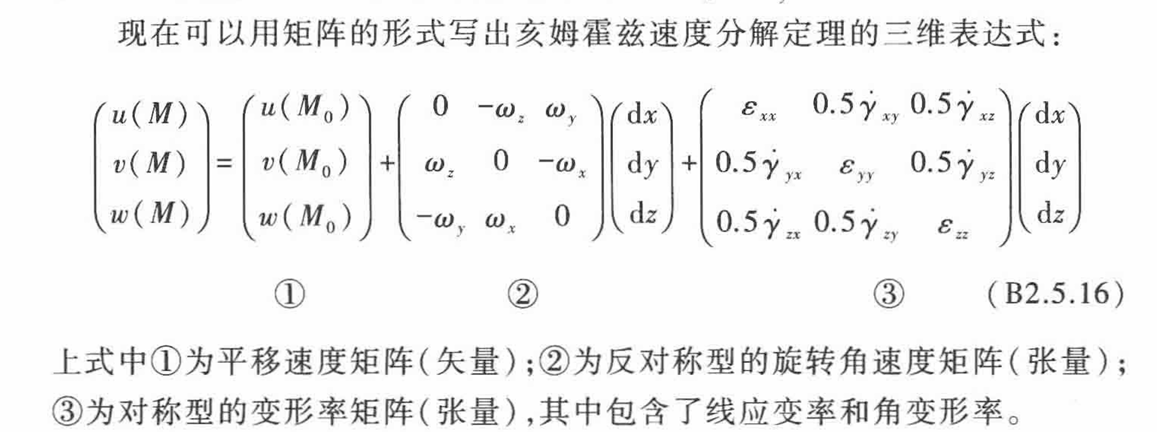 现在可以用矩阵的形式写出亥姆霍兹速度分解定理的三维表达式:
$$\begin{pmatrix} u(M) \\ v(M) \\ w(M) \end{pmatrix} = \begin{pmatrix} u(M_0) \\ v(M_0) \\ w(M_0) \end{pmatrix} + \begin{pmatrix} 0 & -\omega_z & \omega_y \\ \omega_z & 0 & -\omega_x \\ -\omega_y & \omega_x & 0 \end{pmatrix} \begin{pmatrix} \mathrm{d}x \\ \mathrm{d}y \\ \mathrm{d}z \end{pmatrix} + \begin{pmatrix} \varepsilon_{xx} & 0.5\dot{\gamma}_{xy} & 0.5\dot{\gamma}_{xz} \\ 0.5\dot{\gamma}_{yx} & \varepsilon_{yy} & 0.5\dot{\gamma}_{yz} \\ 0.5\dot{\gamma}_{zx} & 0.5\dot{\gamma}_{zy} & \varepsilon_{zz} \end{pmatrix} \begin{pmatrix} \mathrm{d}x \\ \mathrm{d}y \\ \mathrm{d}z \end{pmatrix}$$
① ② ③ (B2.5.16)
上式中①为平移速度矩阵(矢量);②为反对称型的旋转角速度矩阵(张量);
③为对称型的变形率矩阵(张量),其中包含了线应变率和角变形率。